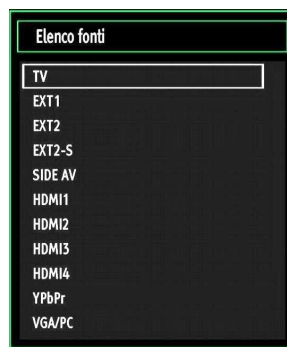 Elenco fonti
TV
EXT1
EXT2
EXT2-S
SIDE AV
HDMI1
HDMI2
HDMI3
HDMI4
YPbPr
VGA/PC